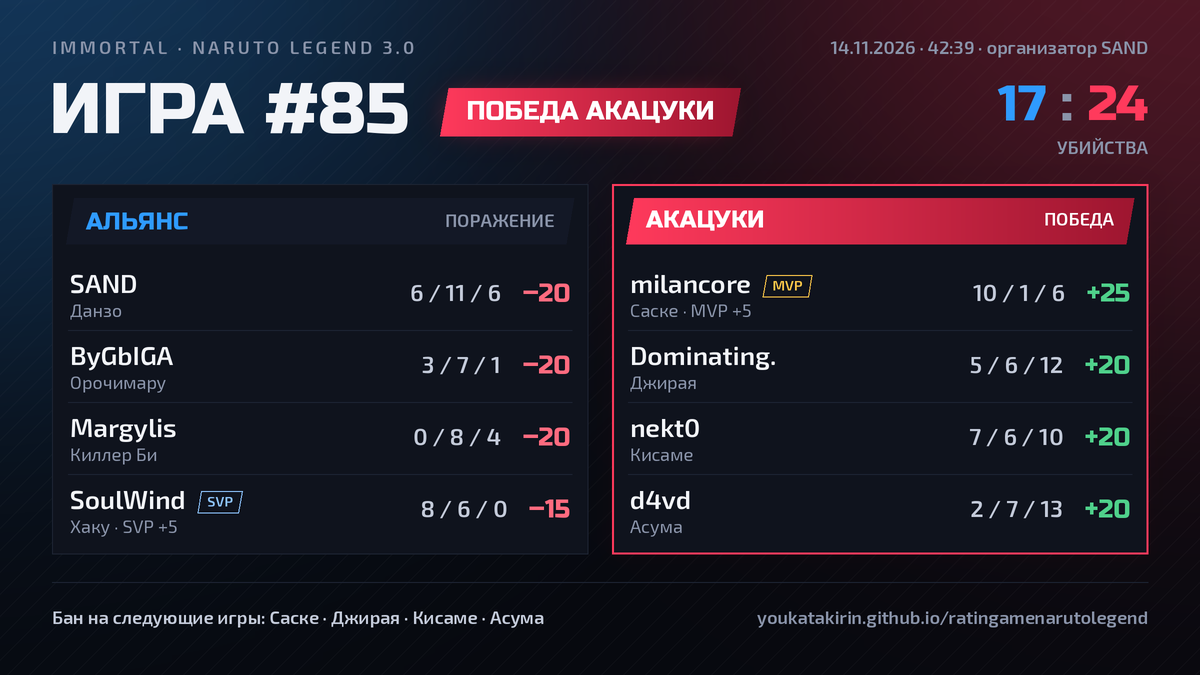 IMMORTAL · NARUTO LEGEND 3.0
14.11.2026 · 42:39 · организатор SAND
ИГРА #85
ПОБЕДА АКАЦУКИ
17 : 24
УБИЙСТВА
АЛЬЯНС
ПОРАЖЕНИЕ
SAND
Данзо
6 / 11 / 6
−20
ByGbIGA
Орочимару
3 / 7 / 1
−20
Margylis
Киллер Би
0 / 8 / 4
−20
SoulWind
SVP
Хаку · SVP +5
8 / 6 / 0
−15
АКАЦУКИ
ПОБЕДА
milancore
MVP
Саске · MVP +5
10 / 1 / 6
+25
Dominating.
Джирая
5 / 6 / 12
+20
nekt0
Кисаме
7 / 6 / 10
+20
d4vd
Асума
2 / 7 / 13
+20
Бан на следующие игры: Саске · Джирая · Кисаме · Асума
youkatakirin.github.io/ratingamenarutolegend